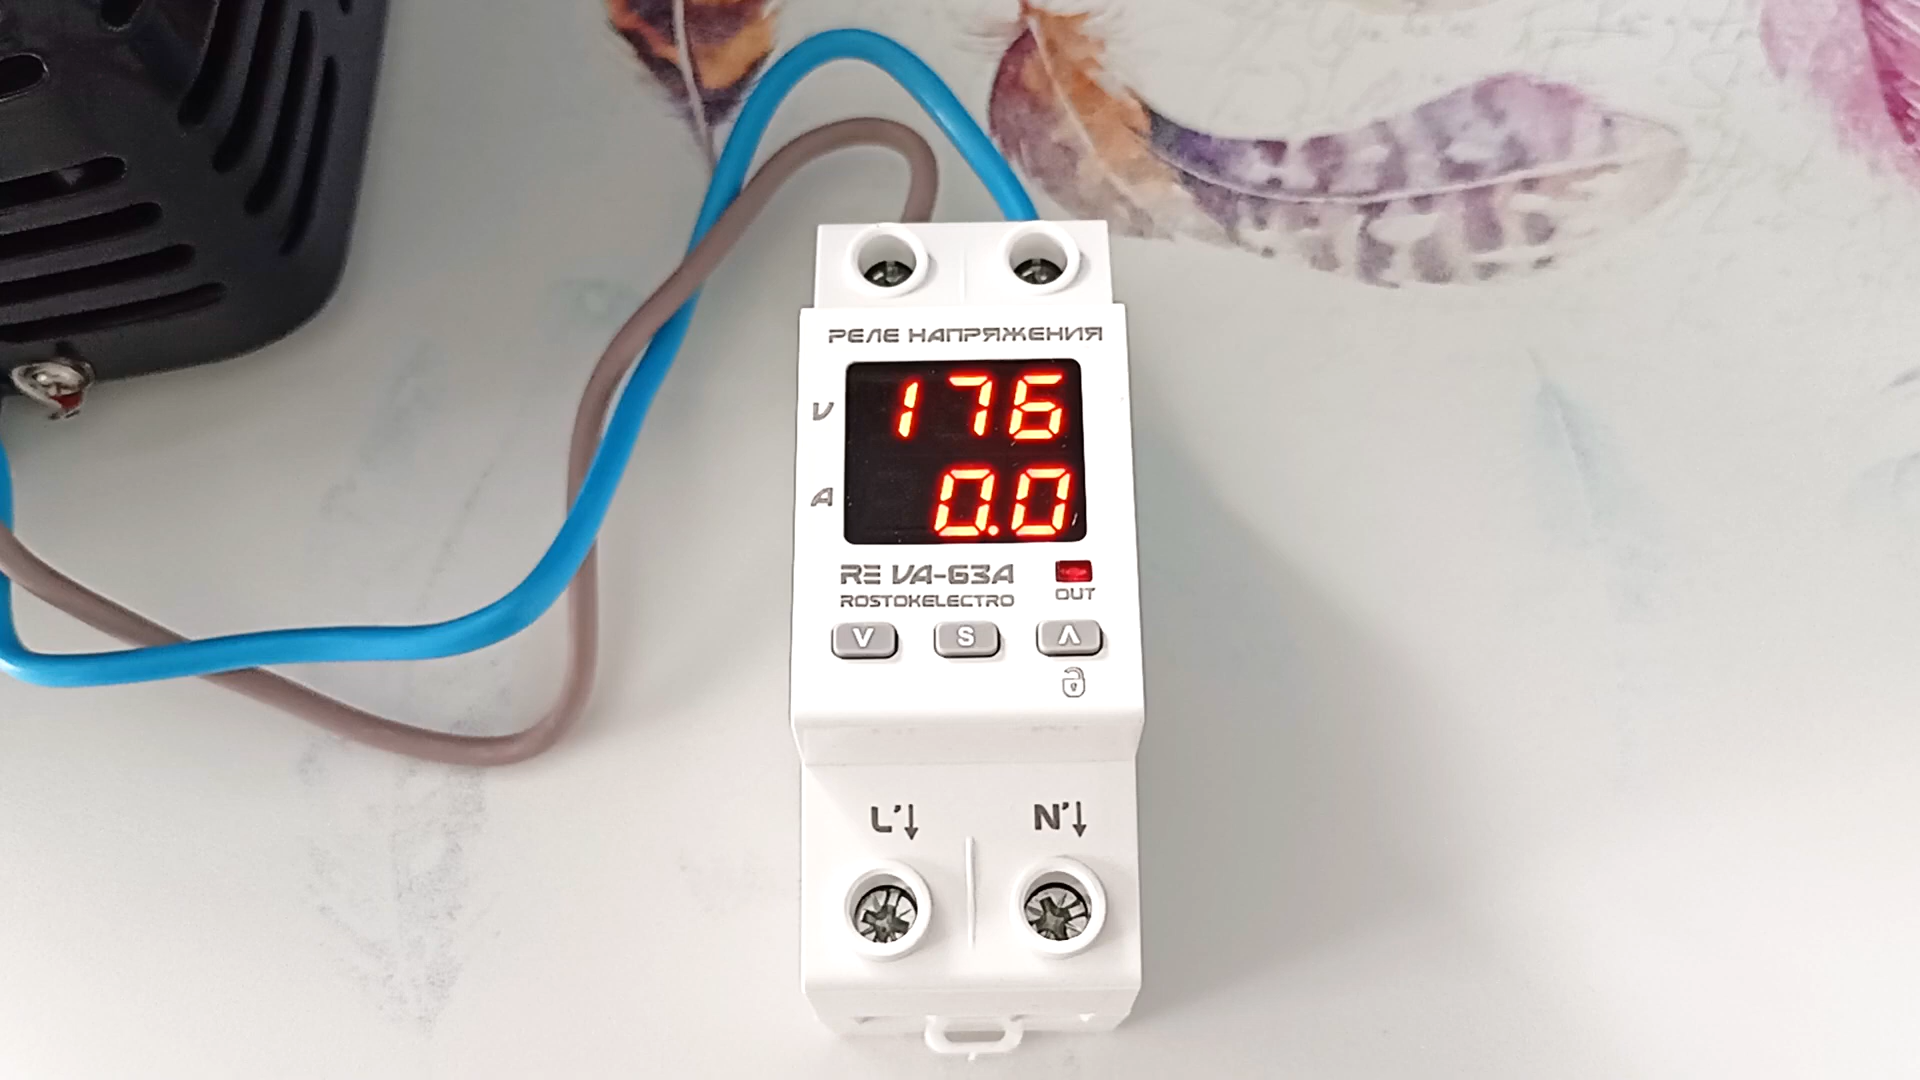 РЕЛЕ НАПРЯЖЕНИЯ
V 176
A 0.0
RE VA-63A
ROSTOKELECTRO
OUT
V S Λ
L'↓ N'↓